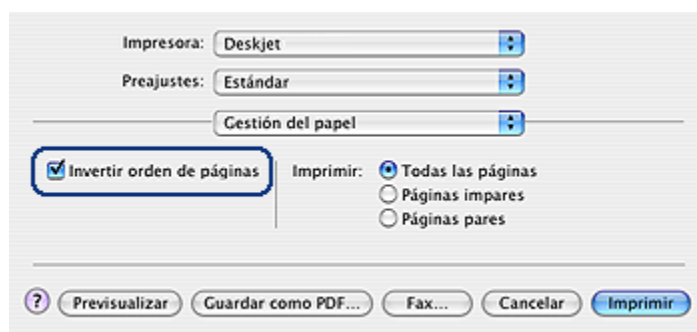 Impresora: Deskjet
Preajustes: Estándar
Gestión del papel
Invertir orden de páginas Imprimir: Todas las páginas
Páginas impares
Páginas pares
? Previsualizar Guardar como PDF... Fax... Cancelar Imprimir